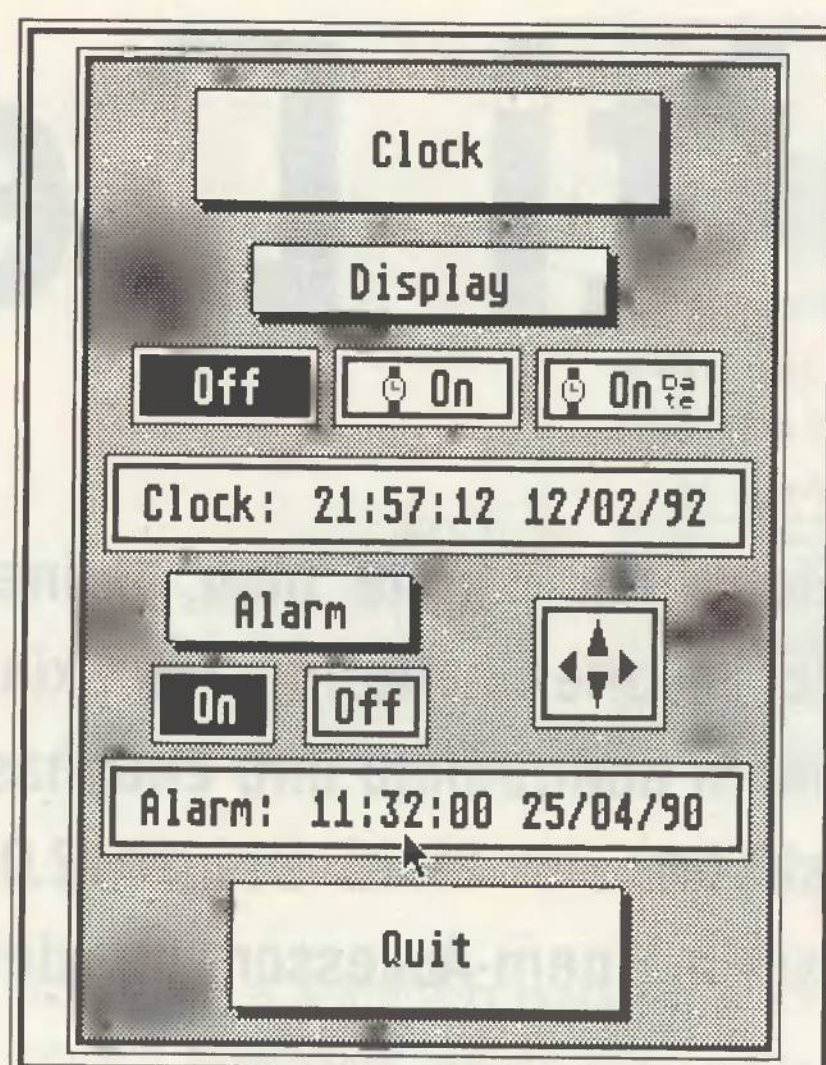 Clock
Display
Off On On Date
Clock: 21:57:12 12/02/92
Alarm
On Off
Alarm: 11:32:00 25/04/90
Quit